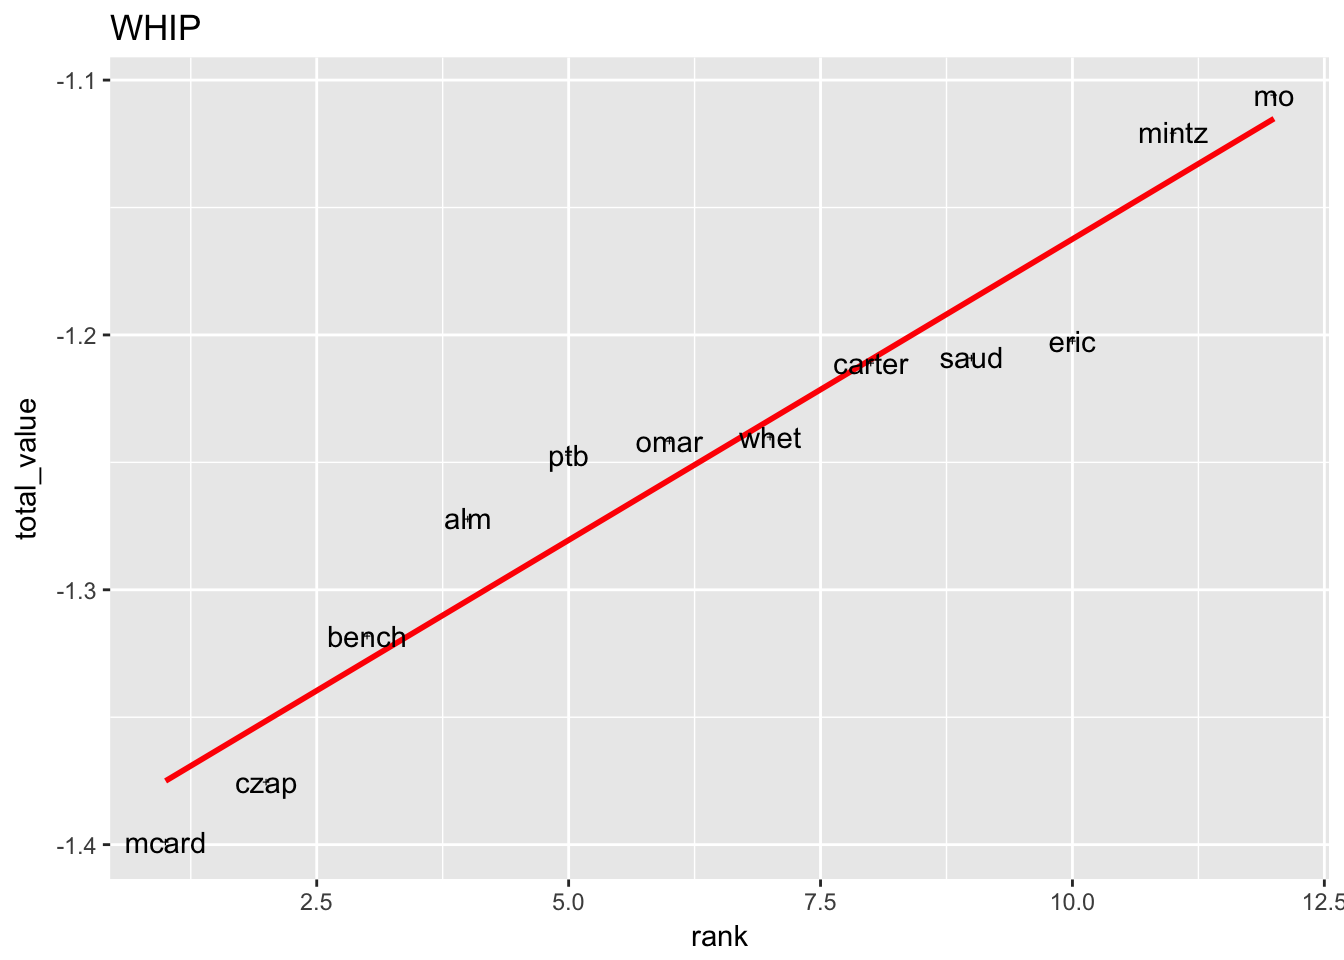 WHIP
-1.1
mo
mintz
-1.2
eric
saud
carter
total_value
whet
omar
ptb
alm
-1.3
bench
czap
mcard
-1.4
2.5 5.0 7.5 10.0 12.5
rank